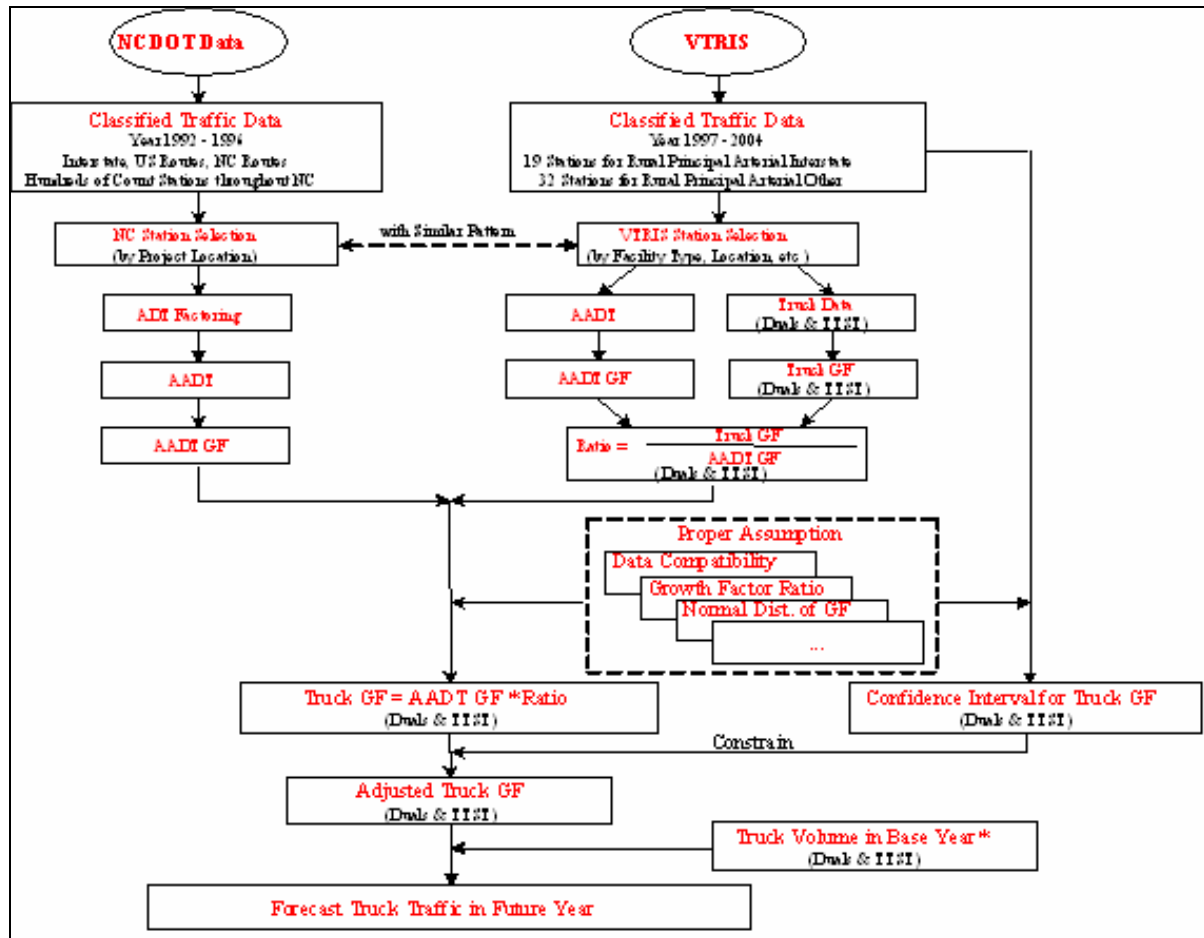 NCDOT Data
VTRIS
Classified Traffic Data
Year 1992 - 1996
Interstate, US Routes, NC Routes
Hundreds of Count Stations throughout NC
Classified Traffic Data
Year 1997 - 2004
19 Stations for Rural Principal Arterial Interstate
32 Stations for Rural Principal Arterial Other
NC Station Selection
(by Project Location)
with Similar Pattern
VTRIS Station Selection
(by Facility Type, Location, etc.)
ADT Factoring
AADT
Truck Data
(Duals & TTST)
AADT
AADT GF
Truck GF
(Duals & TTST)
AADT GF
Ratio =
Truck GF
AADT GF
(Duals & TTST)
Proper Assumption
Data Compatibility
Growth Factor Ratio
Normal Dist. of GF
...
Truck GF = AADT GF * Ratio
(Duals & TTST)
Confidence Interval for Truck GF
(Duals & TTST)
Constrain
Adjusted Truck GF
(Duals & TTST)
Truck Volume in Base Year*
(Duals & TTST)
Forecast Truck Traffic in Future Year